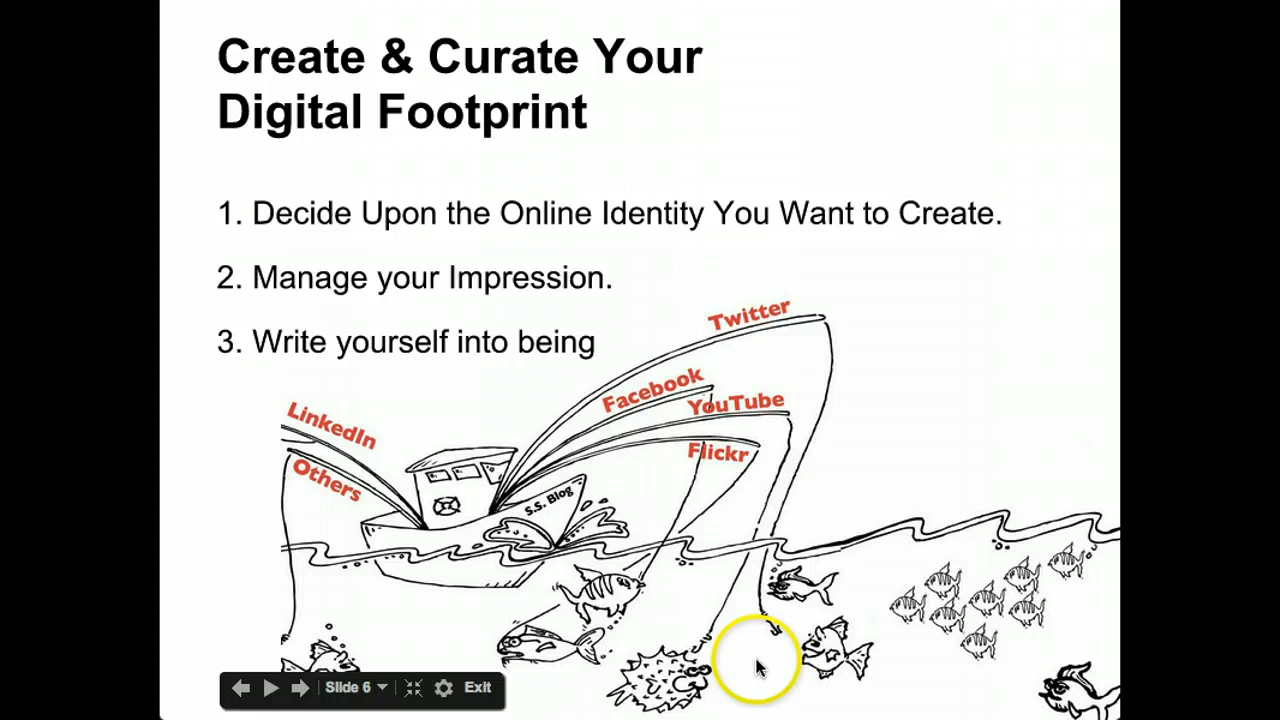 Create & Curate Your
Digital Footprint
1. Decide Upon the Online Identity You Want to Create.
2. Manage your Impression.
3. Write yourself into being
Twitter
Facebook
YouTube
Flickr
LinkedIn
Others
S.S. Blog
Slide 6
Exit